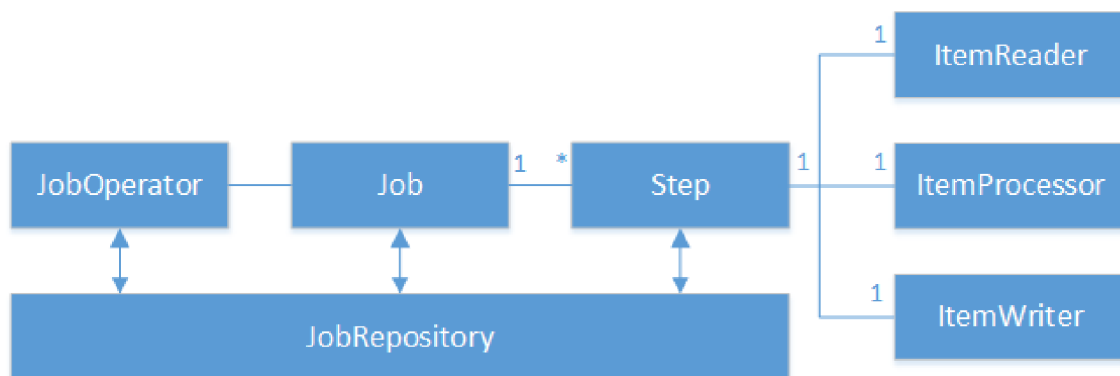 1
ItemReader
JobOperator
Job
1
*
Step
1
1
ItemProcessor
1
ItemWriter
JobRepository